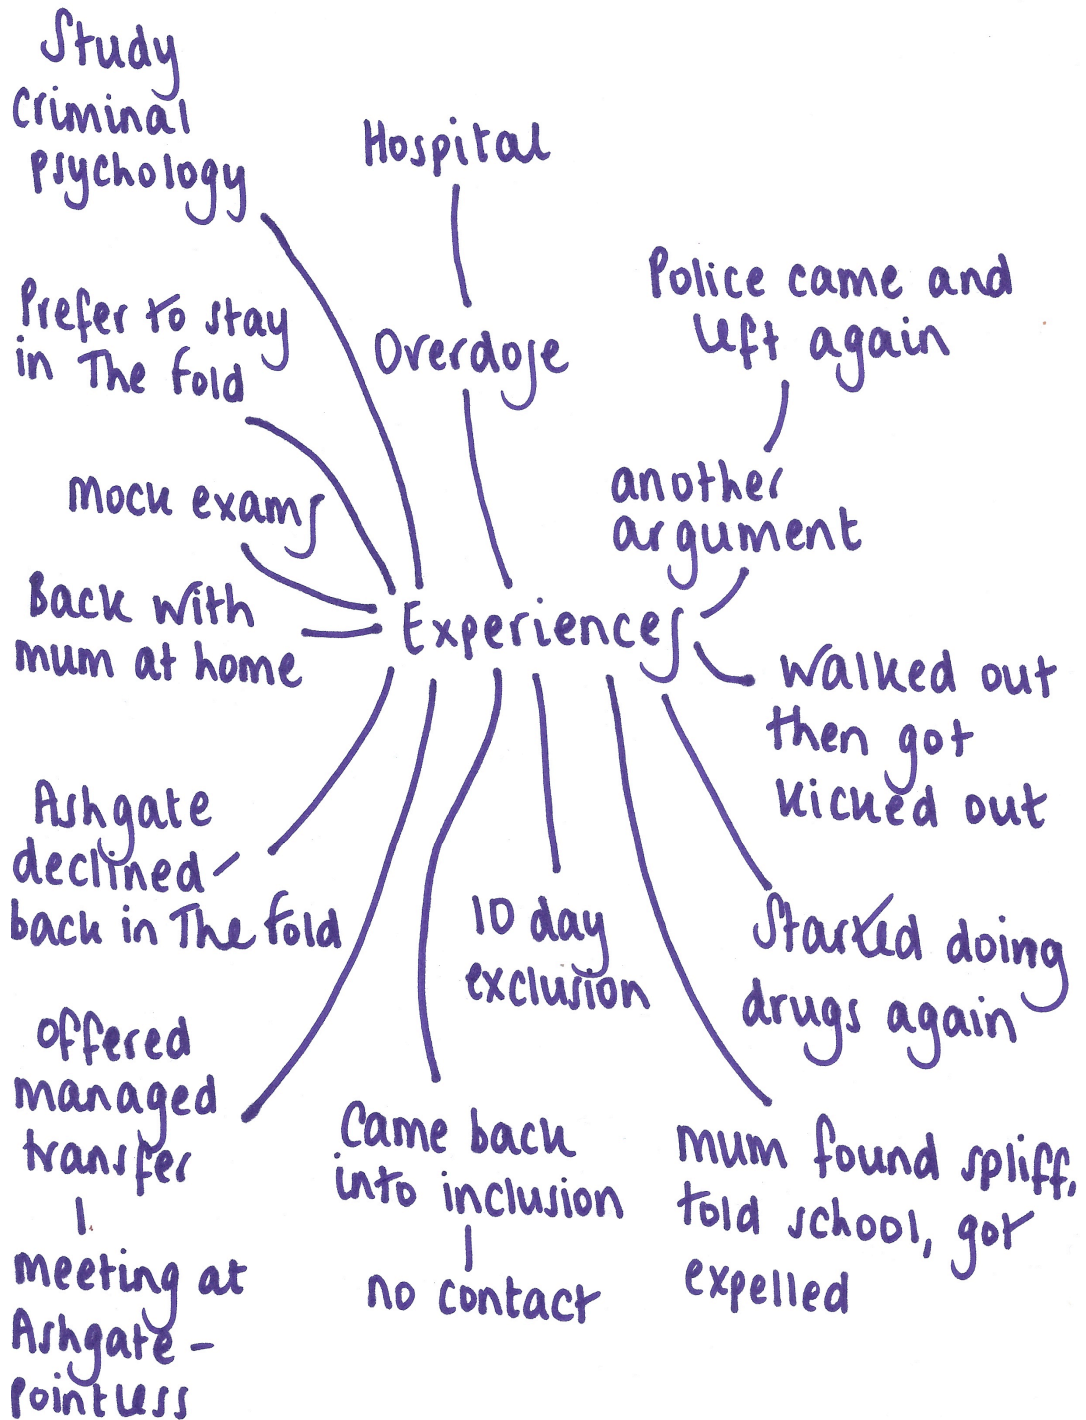 Study
criminal
psychology
Hospital
Prefer to stay
in The Fold
Overdose
Police came and
left again
mock exams
another
argument
Back with
mum at home
Experiences
walked out
then got
kicked out
Ashgate
declined -
back in The Fold
10 day
exclusion
Started doing
drugs again
offered
managed
transfer
meeting at
Ashgate -
pointless
Came back
into inclusion
no contact
mum found spliff,
told school, got
expelled